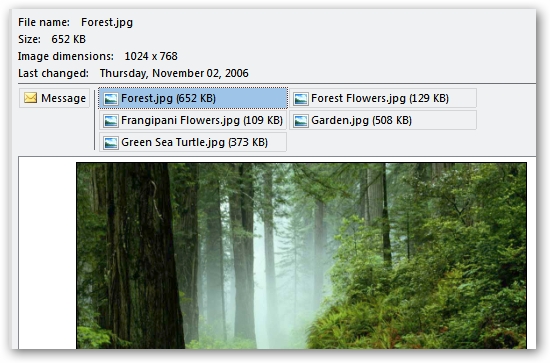 File name: Forest.jpg
Size: 652 KB
Image dimensions: 1024 x 768
Last changed: Thursday, November 02, 2006
Message Forest.jpg (652 KB) Forest Flowers.jpg (129 KB)
Frangipani Flowers.jpg (109 KB) Garden.jpg (508 KB)
Green Sea Turtle.jpg (373 KB)